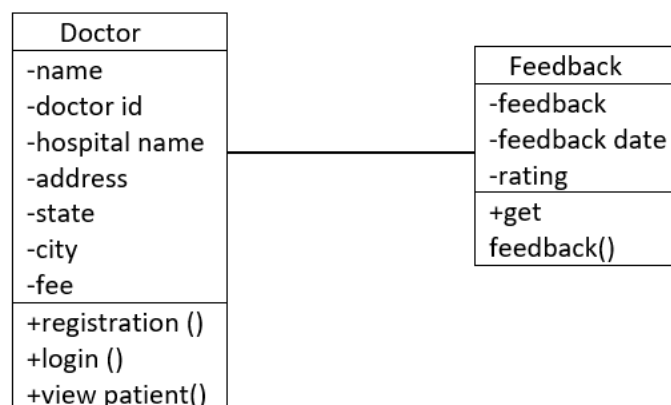 Doctor
-name
-doctor id
-hospital name
-address
-state
-city
-fee
+registration ()
+login ()
+view patient()
Feedback
-feedback
-feedback date
-rating
+get
feedback()